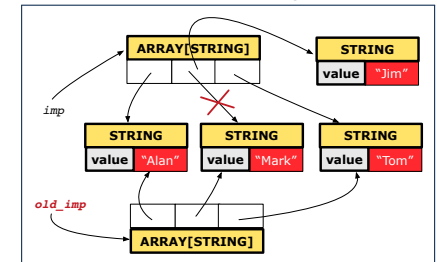 ARRAY[STRING]
STRING
value "Jim"
imp
STRING STRING STRING
value "Alan" value "Mark" value "Tom"
old_imp
ARRAY[STRING]